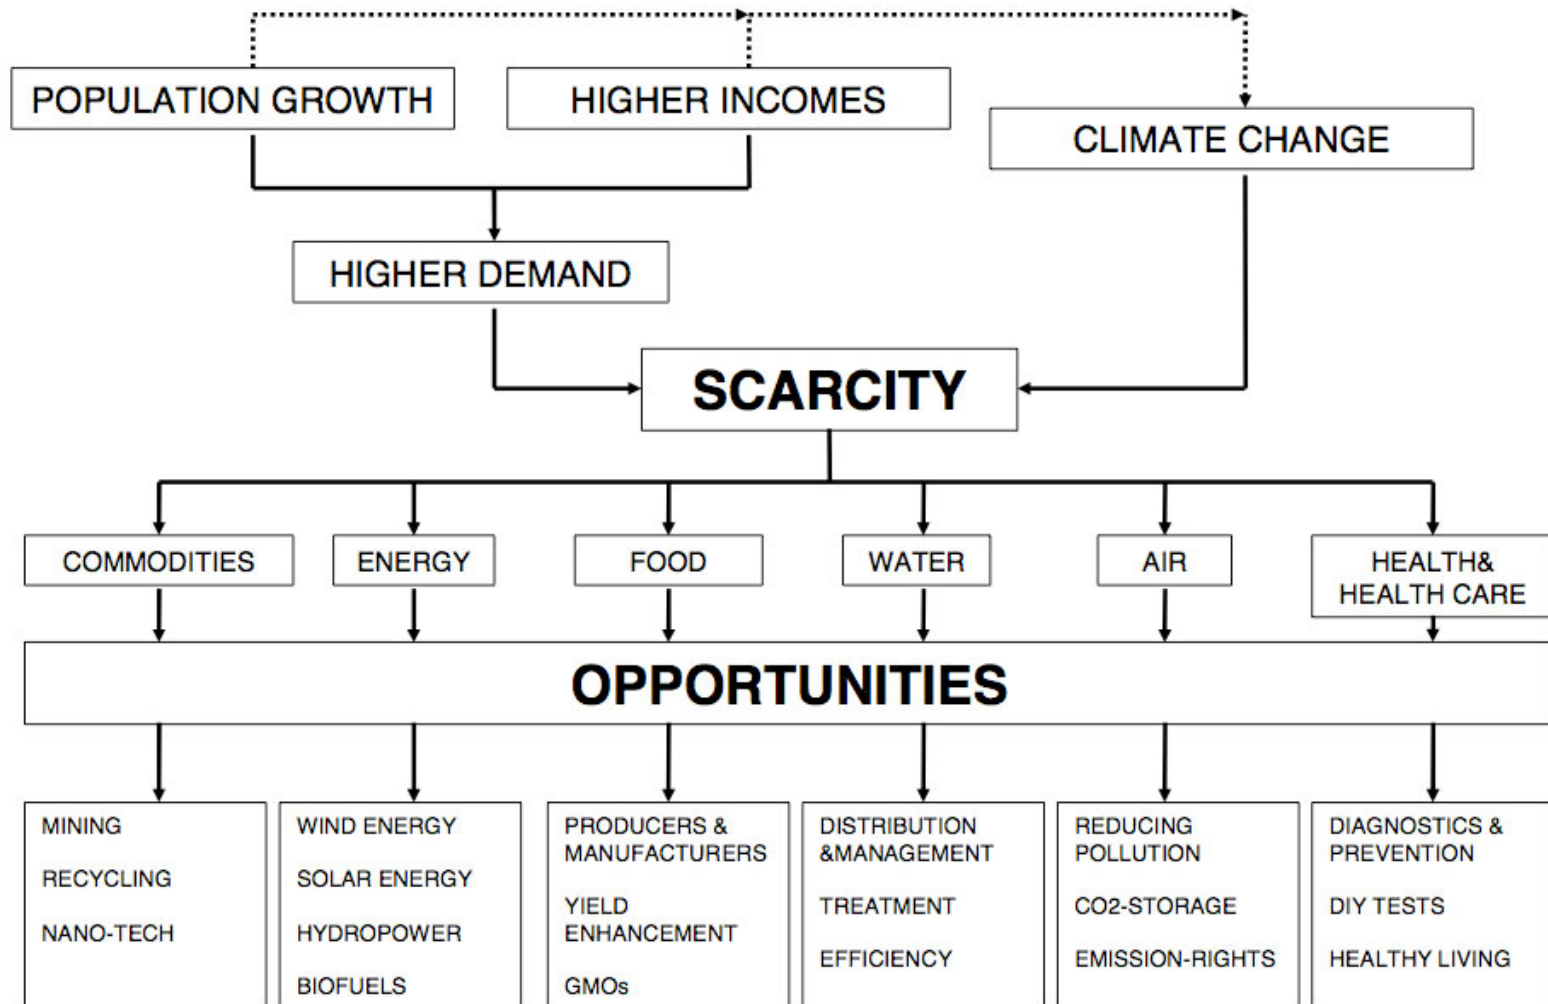 POPULATION GROWTH
HIGHER INCOMES
CLIMATE CHANGE
HIGHER DEMAND
SCARCITY
COMMODITIES
ENERGY
FOOD
WATER
AIR
HEALTH&
HEALTH CARE
OPPORTUNITIES
MINING
RECYCLING
NANO-TECH
WIND ENERGY
SOLAR ENERGY
HYDROPOWER
BIOFUELS
PRODUCERS &
MANUFACTURERS
YIELD
ENHANCEMENT
GMOs
DISTRIBUTION
&MANAGEMENT
TREATMENT
EFFICIENCY
REDUCING
POLLUTION
CO2-STORAGE
EMISSION-RIGHTS
DIAGNOSTICS &
PREVENTION
DIY TESTS
HEALTHY LIVING